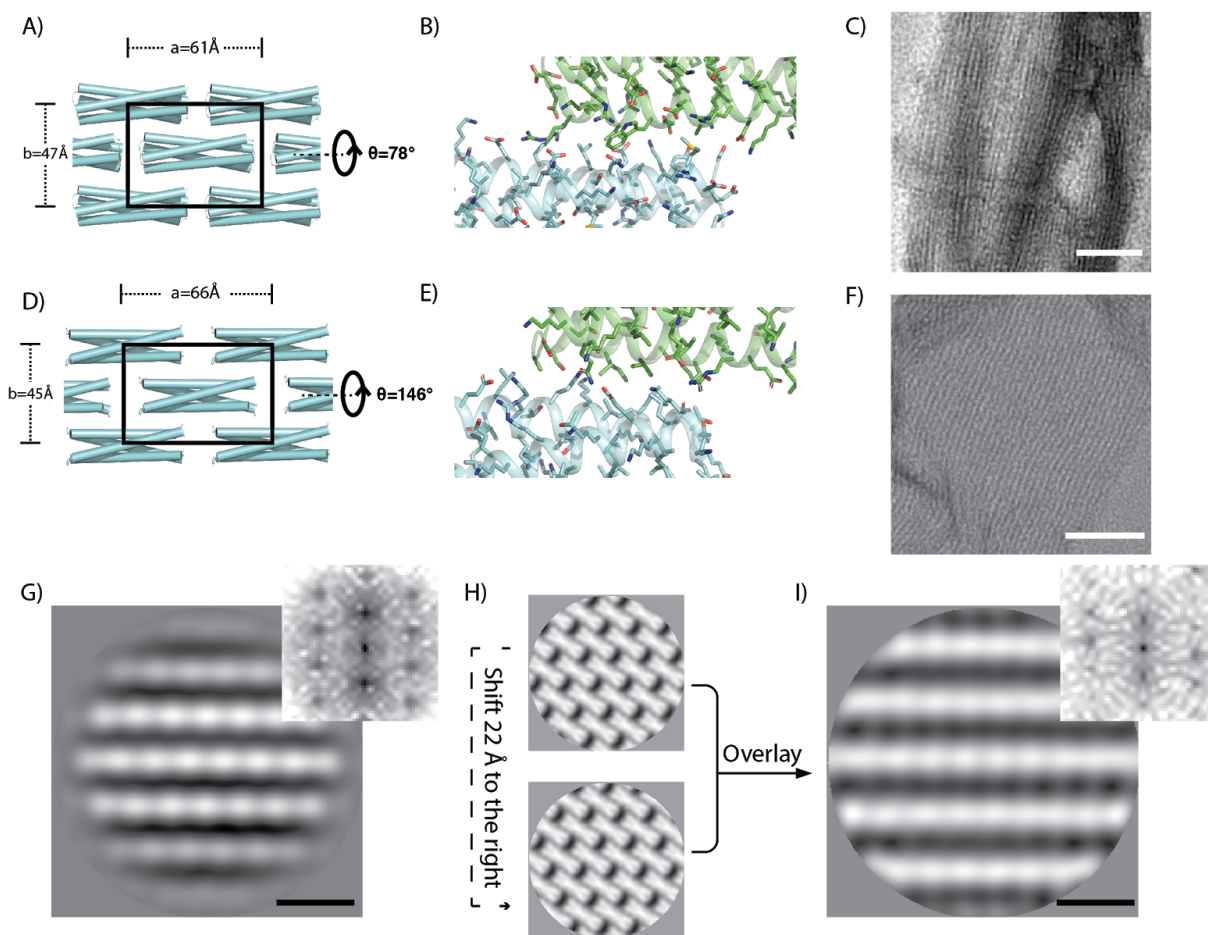 A)
a=61Å
b=47Å
θ=78°
B)
C)
D)
a=66Å
b=45Å
θ=146°
E)
F)
G)
H)
Shift 22 Å to the right
Overlay
I)